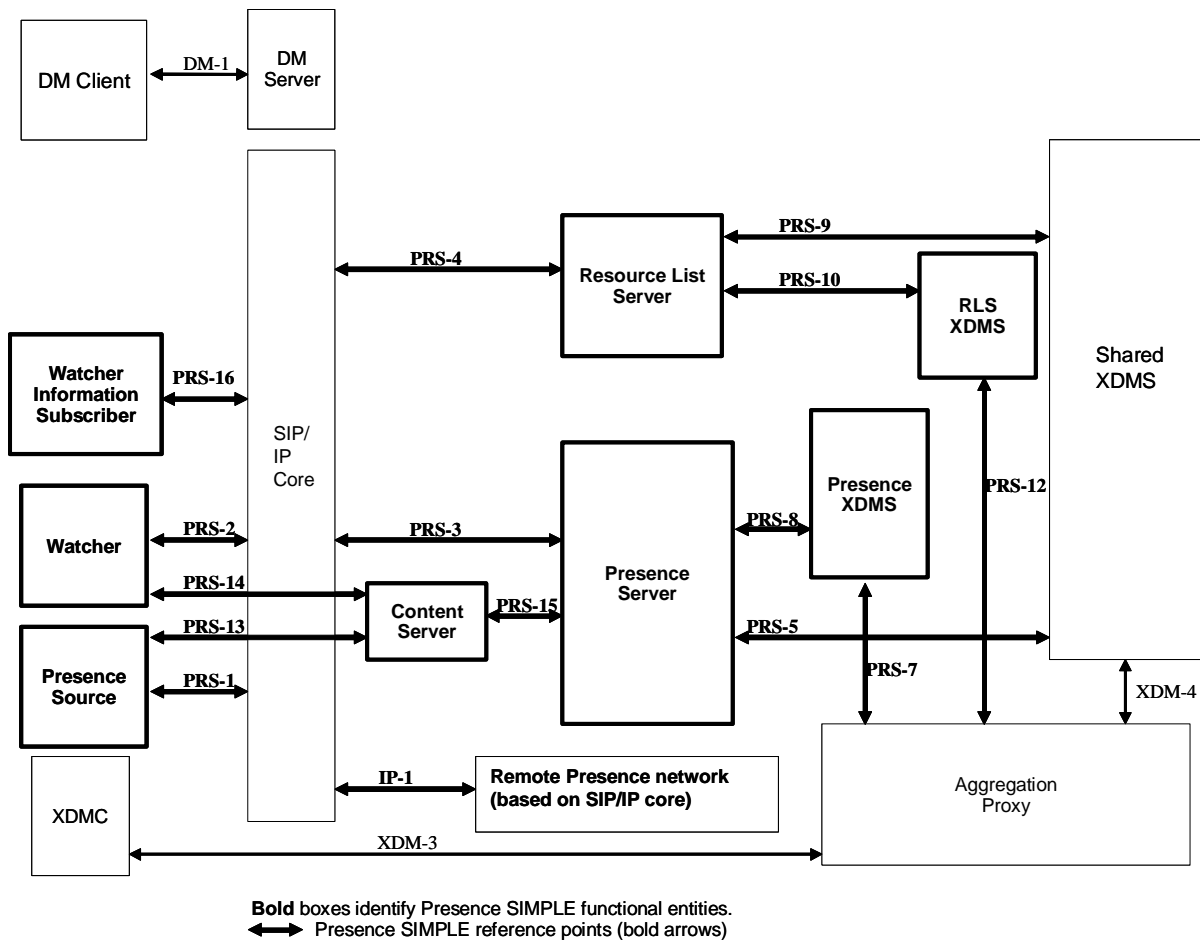 DM Client
DM-1
DM
Server
PRS-9
PRS-4
Resource List
Server
PRS-10
RLS
XDMS
Shared
XDMS
Watcher
Information
Subscriber
PRS-16
SIP/
IP
Core
Presence
XDMS
PRS-12
Watcher
PRS-2
PRS-3
PRS-8
Presence
Server
PRS-14
Content
Server
PRS-15
PRS-13
PRS-5
Presence
Source
PRS-1
PRS-7
XDM-4
IP-1
Remote Presence network
(based on SIP/IP core)
Aggregation
Proxy
XDMC
XDM-3
Bold boxes identify Presence SIMPLE functional entities.
Presence SIMPLE reference points (bold arrows)